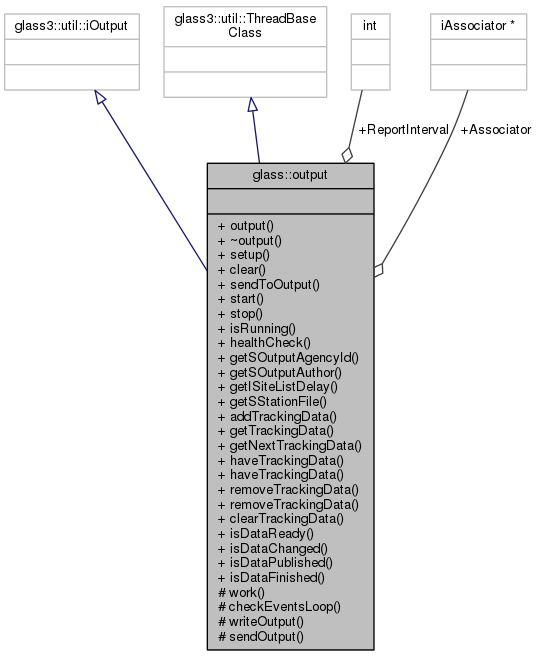 glass3::util::iOutput
glass3::util::ThreadBase
Class
int
iAssociator *
+ReportInterval
+Associator
glass::output
+ output()
+ ~output()
+ setup()
+ clear()
+ sendToOutput()
+ start()
+ stop()
+ isRunning()
+ healthCheck()
+ getSOutputAgencyId()
+ getSOutputAuthor()
+ getISiteListDelay()
+ getSStationFile()
+ addTrackingData()
+ getTrackingData()
+ getNextTrackingData()
+ haveTrackingData()
+ haveTrackingData()
+ removeTrackingData()
+ removeTrackingData()
+ clearTrackingData()
+ isDataReady()
+ isDataChanged()
+ isDataPublished()
+ isDataFinished()
# work()
# checkEventsLoop()
# writeOutput()
# sendOutput()